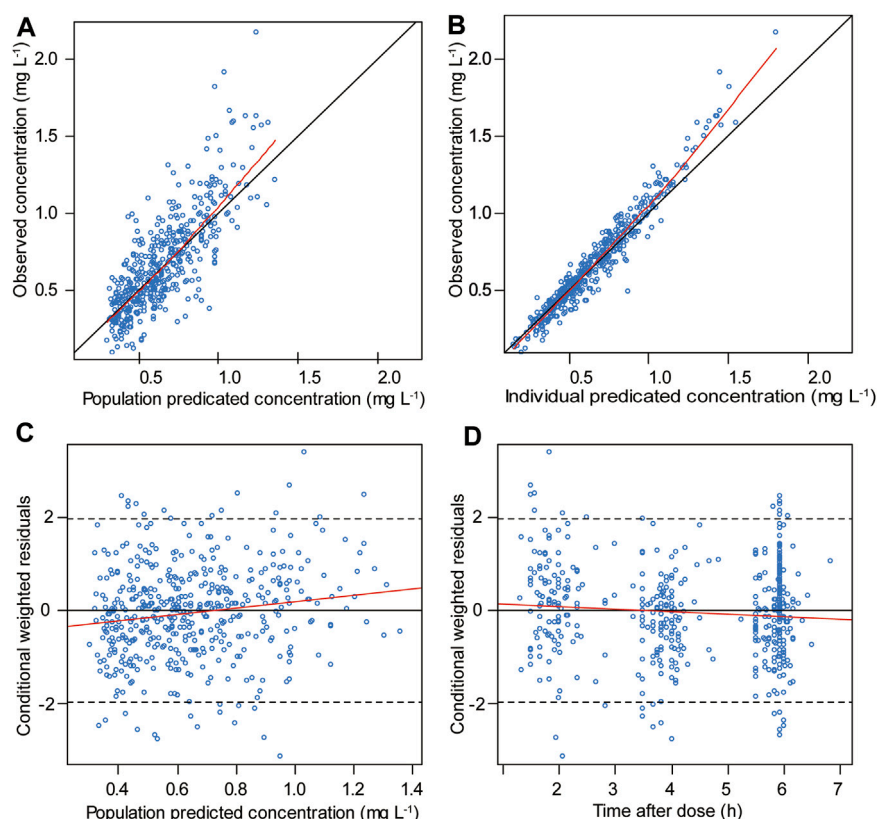 A
B
Observed concentration (mg L-1)
2.0
1.5
1.0
0.5
0.5
1.0
1.5
2.0
Population predicated concentration (mg L-1)
Observed concentration (mg L-1)
2.0
1.5
1.0
0.5
0.5
1.0
1.5
2.0
Individual predicated concentration (mg L-1)
C
D
Conditional weighted residuals
2
0
-2
0.4
0.6
0.8
1.0
1.2
1.4
Population predicted concentration (mg L-1)
Conditional weighted residuals
2
0
-2
2
3
4
5
6
7
Time after dose (h)